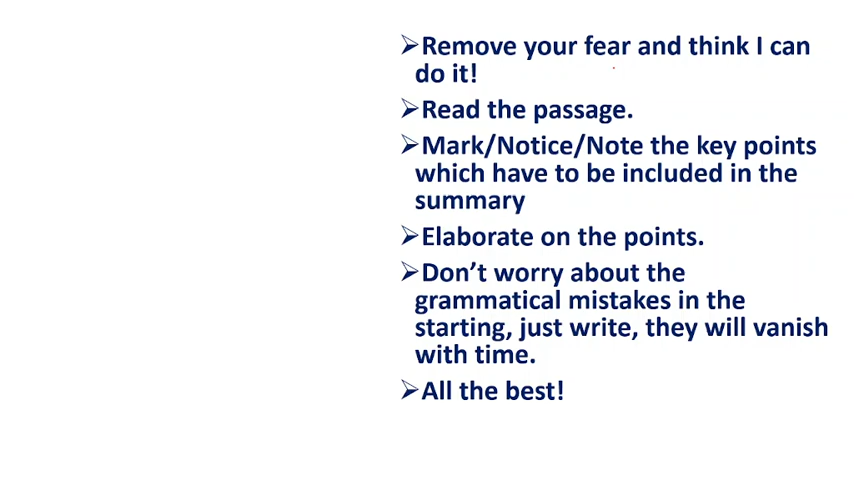 ➢Remove your fear and think I can
do it!
➢Read the passage.
➢Mark/Notice/Note the key points
which have to be included in the
summary
➢Elaborate on the points.
➢Don’t worry about the
grammatical mistakes in the
starting, just write, they will vanish
with time.
➢All the best!